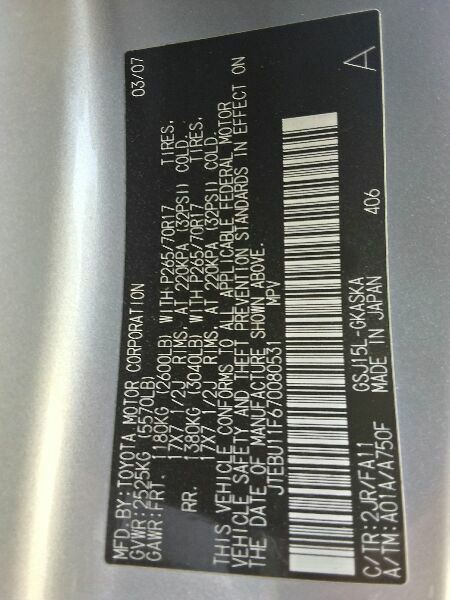 MFD. BY:TOYOTA MOTOR CORPORATION 03/07
GVWR:2525KG (5570LB)
GAWR:FRT. 1180KG (2600LB) WITH P265/70R17 TIRES,
17X7 1/2J RIMS, AT 220KPA (32PSI) COLD.
RR. 1380KG (3040LB) WITH P265/70R17 TIRES,
17X7 1/2J RIMS, AT 220KPA (32PSI) COLD.
THIS VEHICLE CONFORMS TO ALL APPLICABLE FEDERAL MOTOR
VEHICLE SAFETY AND THEFT PREVENTION STANDARDS IN EFFECT ON
THE DATE OF MANUFACTURE SHOWN ABOVE.
JTEBU11F670080531 MPV
C/TR:2JR/FA11 GSJ15L-GKASKA 406
A/TM:A01A/A750F MADE IN JAPAN A